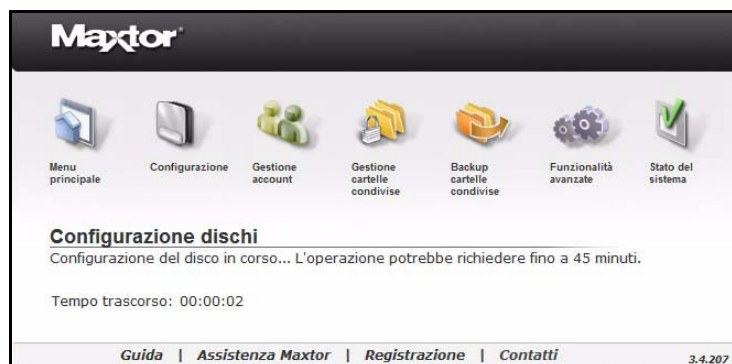 Maxtor
Menu principale
Configurazione
Gestione account
Gestione cartelle condivise
Backup cartelle condivise
Funzionalità avanzate
Stato del sistema
Configurazione dischi
Configurazione del disco in corso... L'operazione potrebbe richiedere fino a 45 minuti.
Tempo trascorso: 00:00:02
Guida | Assistenza Maxtor | Registrazione | Contatti
3.4.207